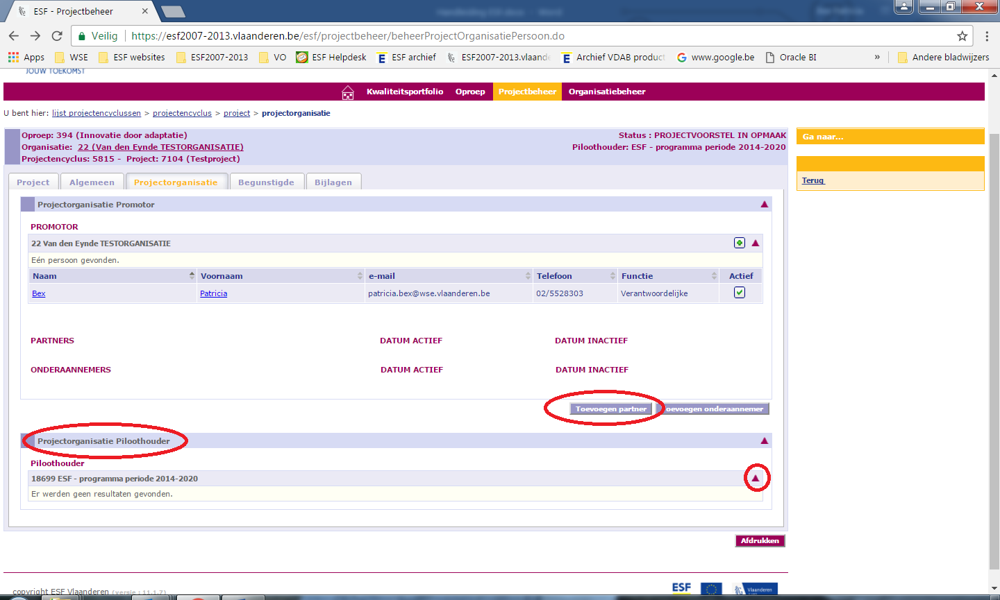 ESF - Projectbeheer
Veilig https://esf2007-2013.vlaanderen.be/esf/projectbeheer/beheerProjectOrganisatiePersoon.do
Apps WSE ESF websites ESF2007-2013 VO ESF Helpdesk ESF archief ESF2007-2013.vlaande Archief VDAB product www.google.be Oracle BI » Andere bladwijzers
JOUW TOEKOMST
Kwaliteitsportfolio Oproep Projectbeheer Organisatiebeheer
U bent hier: lijst projectencyclussen > projectencyclus > project > projectorganisatie
Oproep: 394 (Innovatie door adaptatie) Status : PROJECTVOORSTEL IN OPMAAK
Organisatie: 22 (Van den Eynde TESTORGANISATIE) Piloothouder: ESF - programma periode 2014-2020
Projectencyclus: 5815 - Project: 7104 (Testproject)
Ga naar...
Terug
Project Algemeen Projectorganisatie Begunstigde Bijlagen
Projectorganisatie Promotor
PROMOTOR
22 Van den Eynde TESTORGANISATIE
Eén persoon gevonden.
Naam Voornaam e-mail Telefoon Functie Actief
Bex Patricia patricia.bex@wse.vlaanderen.be 02/5528303 Verantwoordelijke
PARTNERS DATUM ACTIEF DATUM INACTIEF
ONDERAANNEMERS DATUM ACTIEF DATUM INACTIEF
Toevoegen partner oevoegen onderaannemer
Projectorganisatie Piloothouder
Piloothouder
18699 ESF - programma periode 2014-2020
Er werden geen resultaten gevonden.
Afdrukken
copyright ESF Vlaanderen (versie : 11.1.7)
ESF Vlaanderen